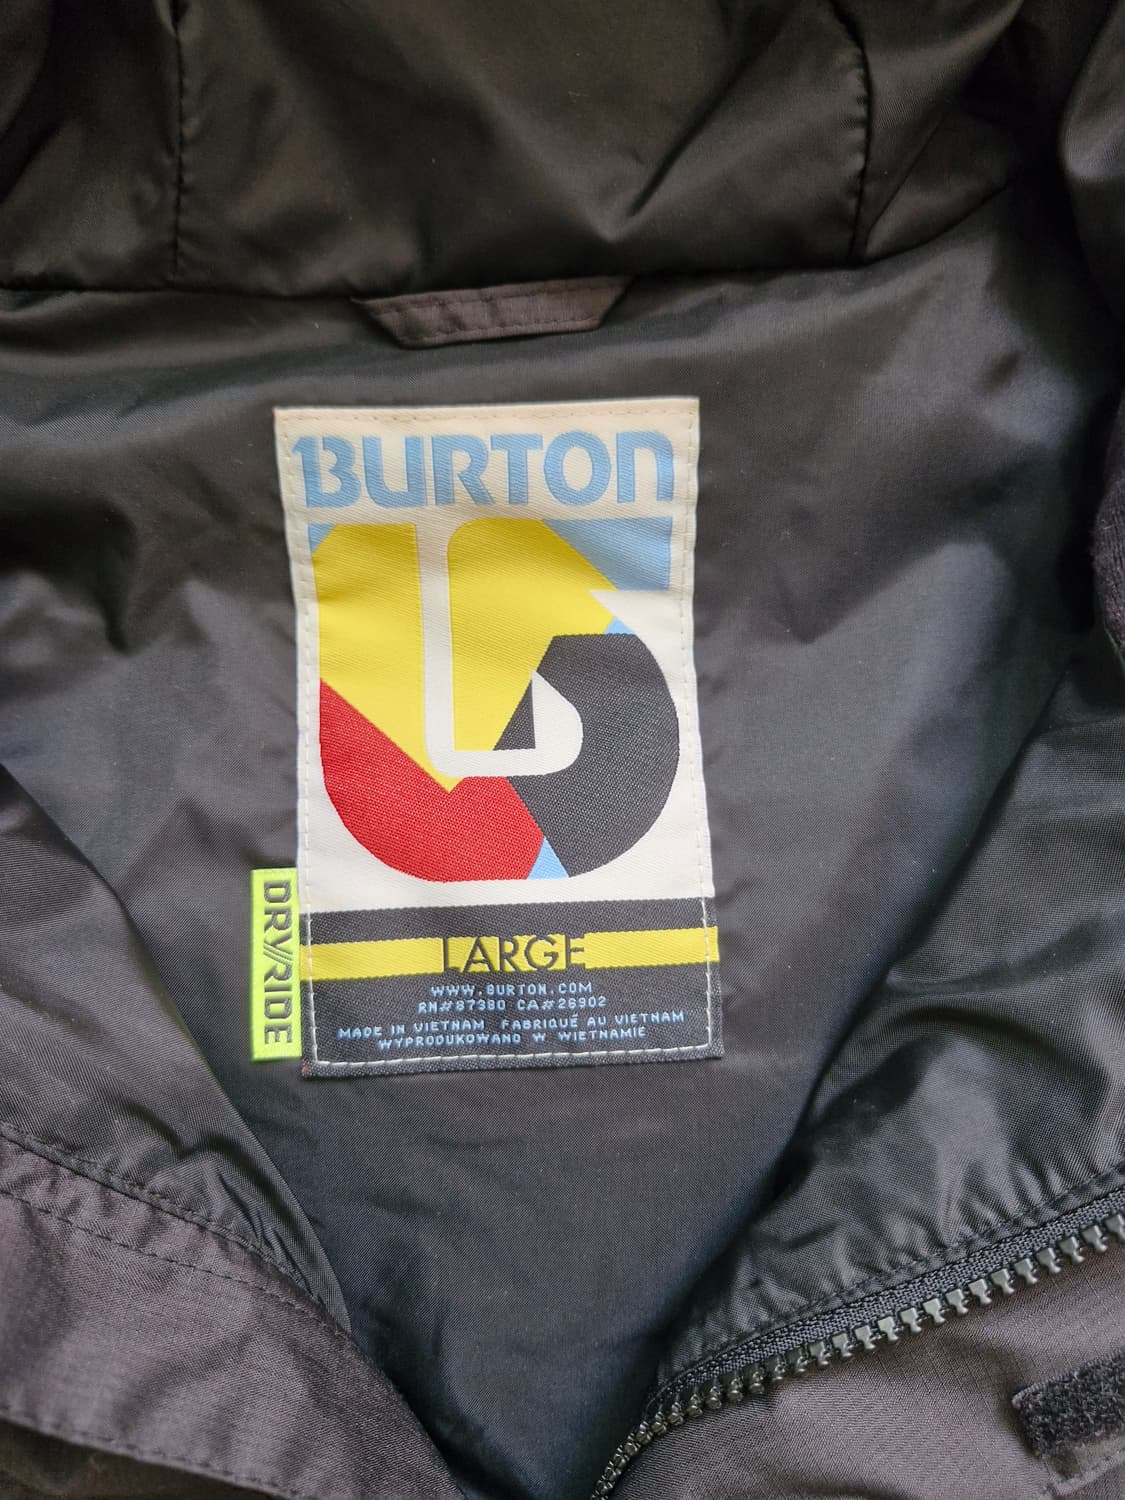 BURTON
LARGE
WWW.BURTON.COM
RN#87380 CA#26902
MADE IN VIETNAM FABRIQUÉ AU VIETNAM
WYPRODUKOWANO W WIETNAMIE
DRY//RIDE